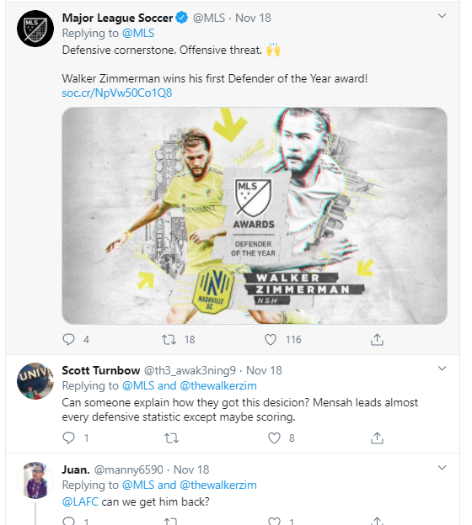 MLS
Major League Soccer @MLS · Nov 18
Replying to @MLS
Defensive cornerstone. Offensive threat. 🙌
Walker Zimmerman wins his first Defender of the Year award!
soc.cr/NpVw50Co1Q8
MLS
AWARDS
DEFENDER
OF THE YEAR
WALKER
ZIMMERMAN
NSH
N
NASHVILLE
SC
4 18 116
UNIV
Scott Turnbow @th3_awak3ning9 · Nov 18
Replying to @MLS and @thewalkerzim
Can someone explain how they got this desicion? Mensah leads almost
every defensive statistic except maybe scoring.
1 8
Juan. @manny6590 · Nov 18
Replying to @MLS and @thewalkerzim
@LAFC can we get him back?
1 1